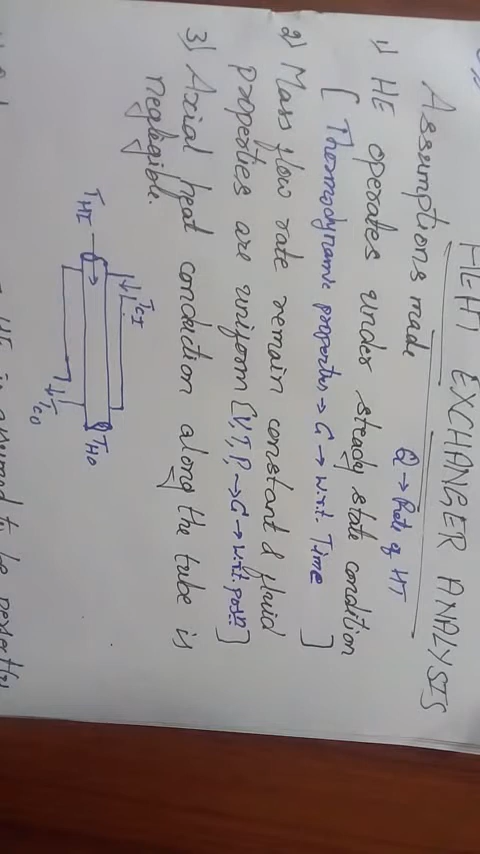 HEAT EXCHANGER ANALYSIS
Assumptions made
Q → Rate of HT
1) HE operates under steady state condition
[Thermodynamic properties → C → w.r.t. Time]
2) Mass flow rate remain constant & fluid
properties are uniform [V,T,P, → C → w.r.t. posn]
3) Axial heat conduction along the tube is
neglegible.
THI
TCI
THO
TCO
HE is assumed to be perfectly